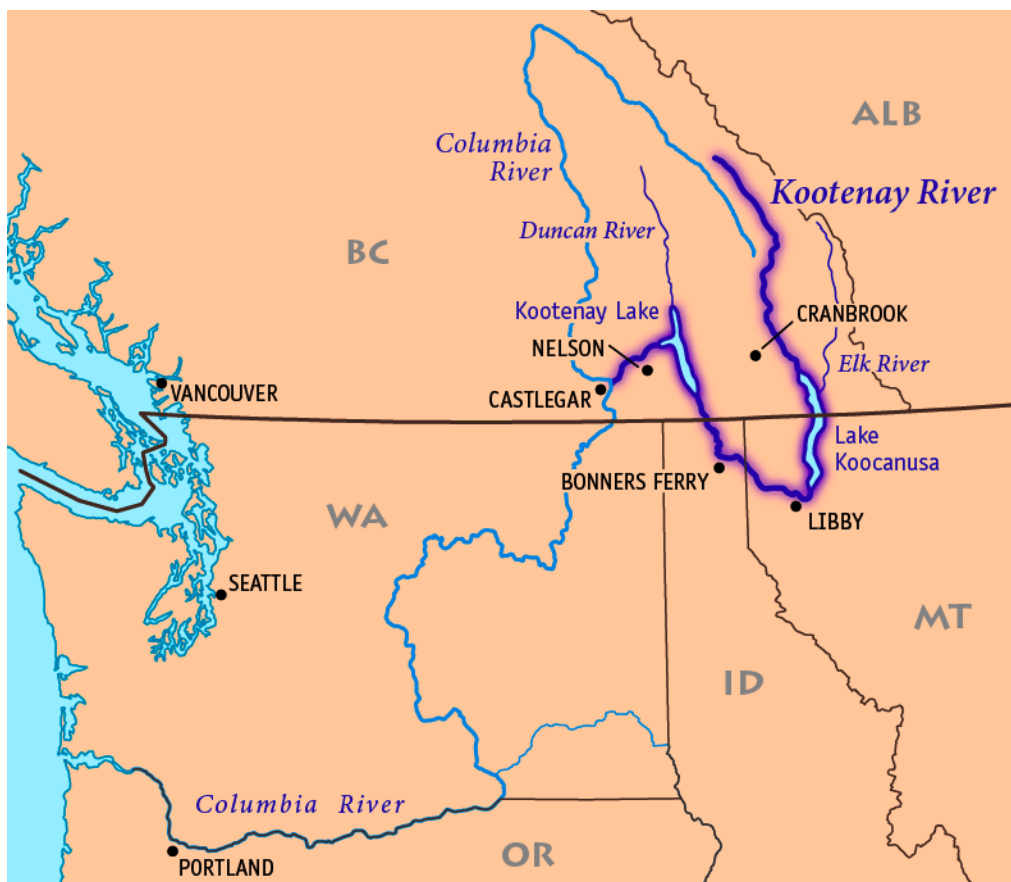 ALB
Columbia
River
Kootenay River
Duncan River
BC
Kootenay Lake
CRANBROOK
NELSON
Elk River
VANCOUVER
CASTLEGAR
Lake
Koocanusa
BONNERS FERRY
LIBBY
WA
SEATTLE
MT
ID
Columbia River
OR
PORTLAND